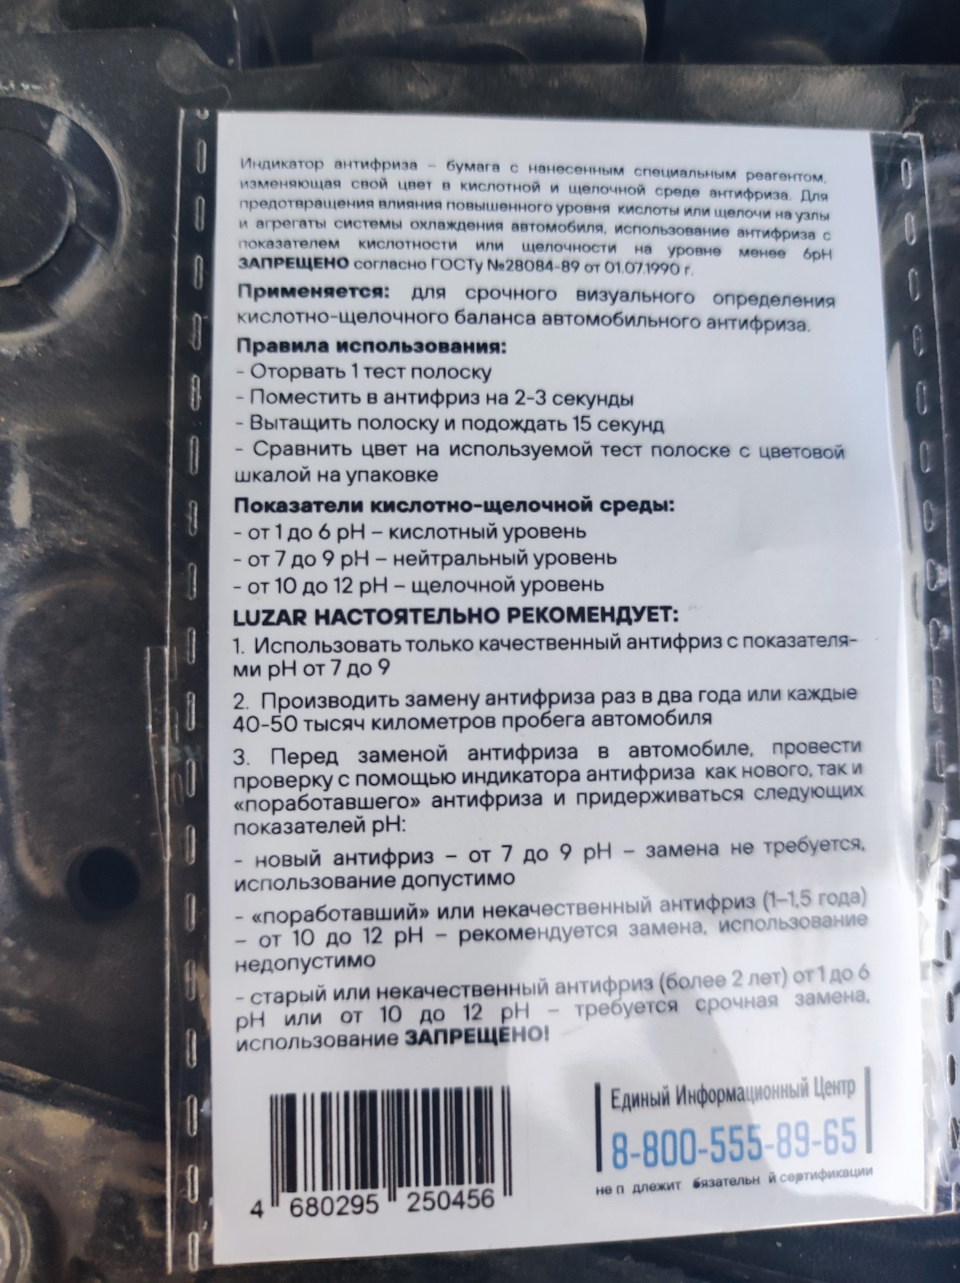 Индикатор антифриза – бумага с нанесенным специальным реагентом,
изменяющая свой цвет в кислотной и щелочной среде антифриза. Для
предотвращения влияния повышенного уровня кислоты или щелочи на узлы
и агрегаты системы охлаждения автомобиля, использование антифриза с
показателем кислотности или щелочности на уровне менее 6pH
ЗАПРЕЩЕНО согласно ГОСТу №28084-89 от 01.07.1990 г.
Применяется: для срочного визуального определения
кислотно-щелочного баланса автомобильного антифриза.
Правила использования:
- Оторвать 1 тест полоску
- Поместить в антифриз на 2-3 секунды
- Вытащить полоску и подождать 15 секунд
- Сравнить цвет на используемой тест полоске с цветовой
шкалой на упаковке
Показатели кислотно-щелочной среды:
- от 1 до 6 pH – кислотный уровень
- от 7 до 9 pH – нейтральный уровень
- от 10 до 12 pH – щелочной уровень
LUZAR НАСТОЯТЕЛЬНО РЕКОМЕНДУЕТ:
1. Использовать только качественный антифриз с показателя-
ми pH от 7 до 9
2. Производить замену антифриза раз в два года или каждые
40-50 тысяч километров пробега автомобиля
3. Перед заменой антифриза в автомобиле, провести
проверку с помощью индикатора антифриза как нового, так и
«поработавшего» антифриза и придерживаться следующих
показателей pH:
- новый антифриз – от 7 до 9 pH – замена не требуется,
использование допустимо
- «поработавший» или некачественный антифриз (1–1,5 года)
– от 10 до 12 pH – рекомендуется замена, использование
недопустимо
- старый или некачественный антифриз (более 2 лет) от 1 до 6
pH или от 10 до 12 pH – требуется срочная замена,
использование ЗАПРЕЩЕНО!
Единый Информационный Центр
8-800-555-89-65
не п длежит бязательн й сертификации
4 680295 250456